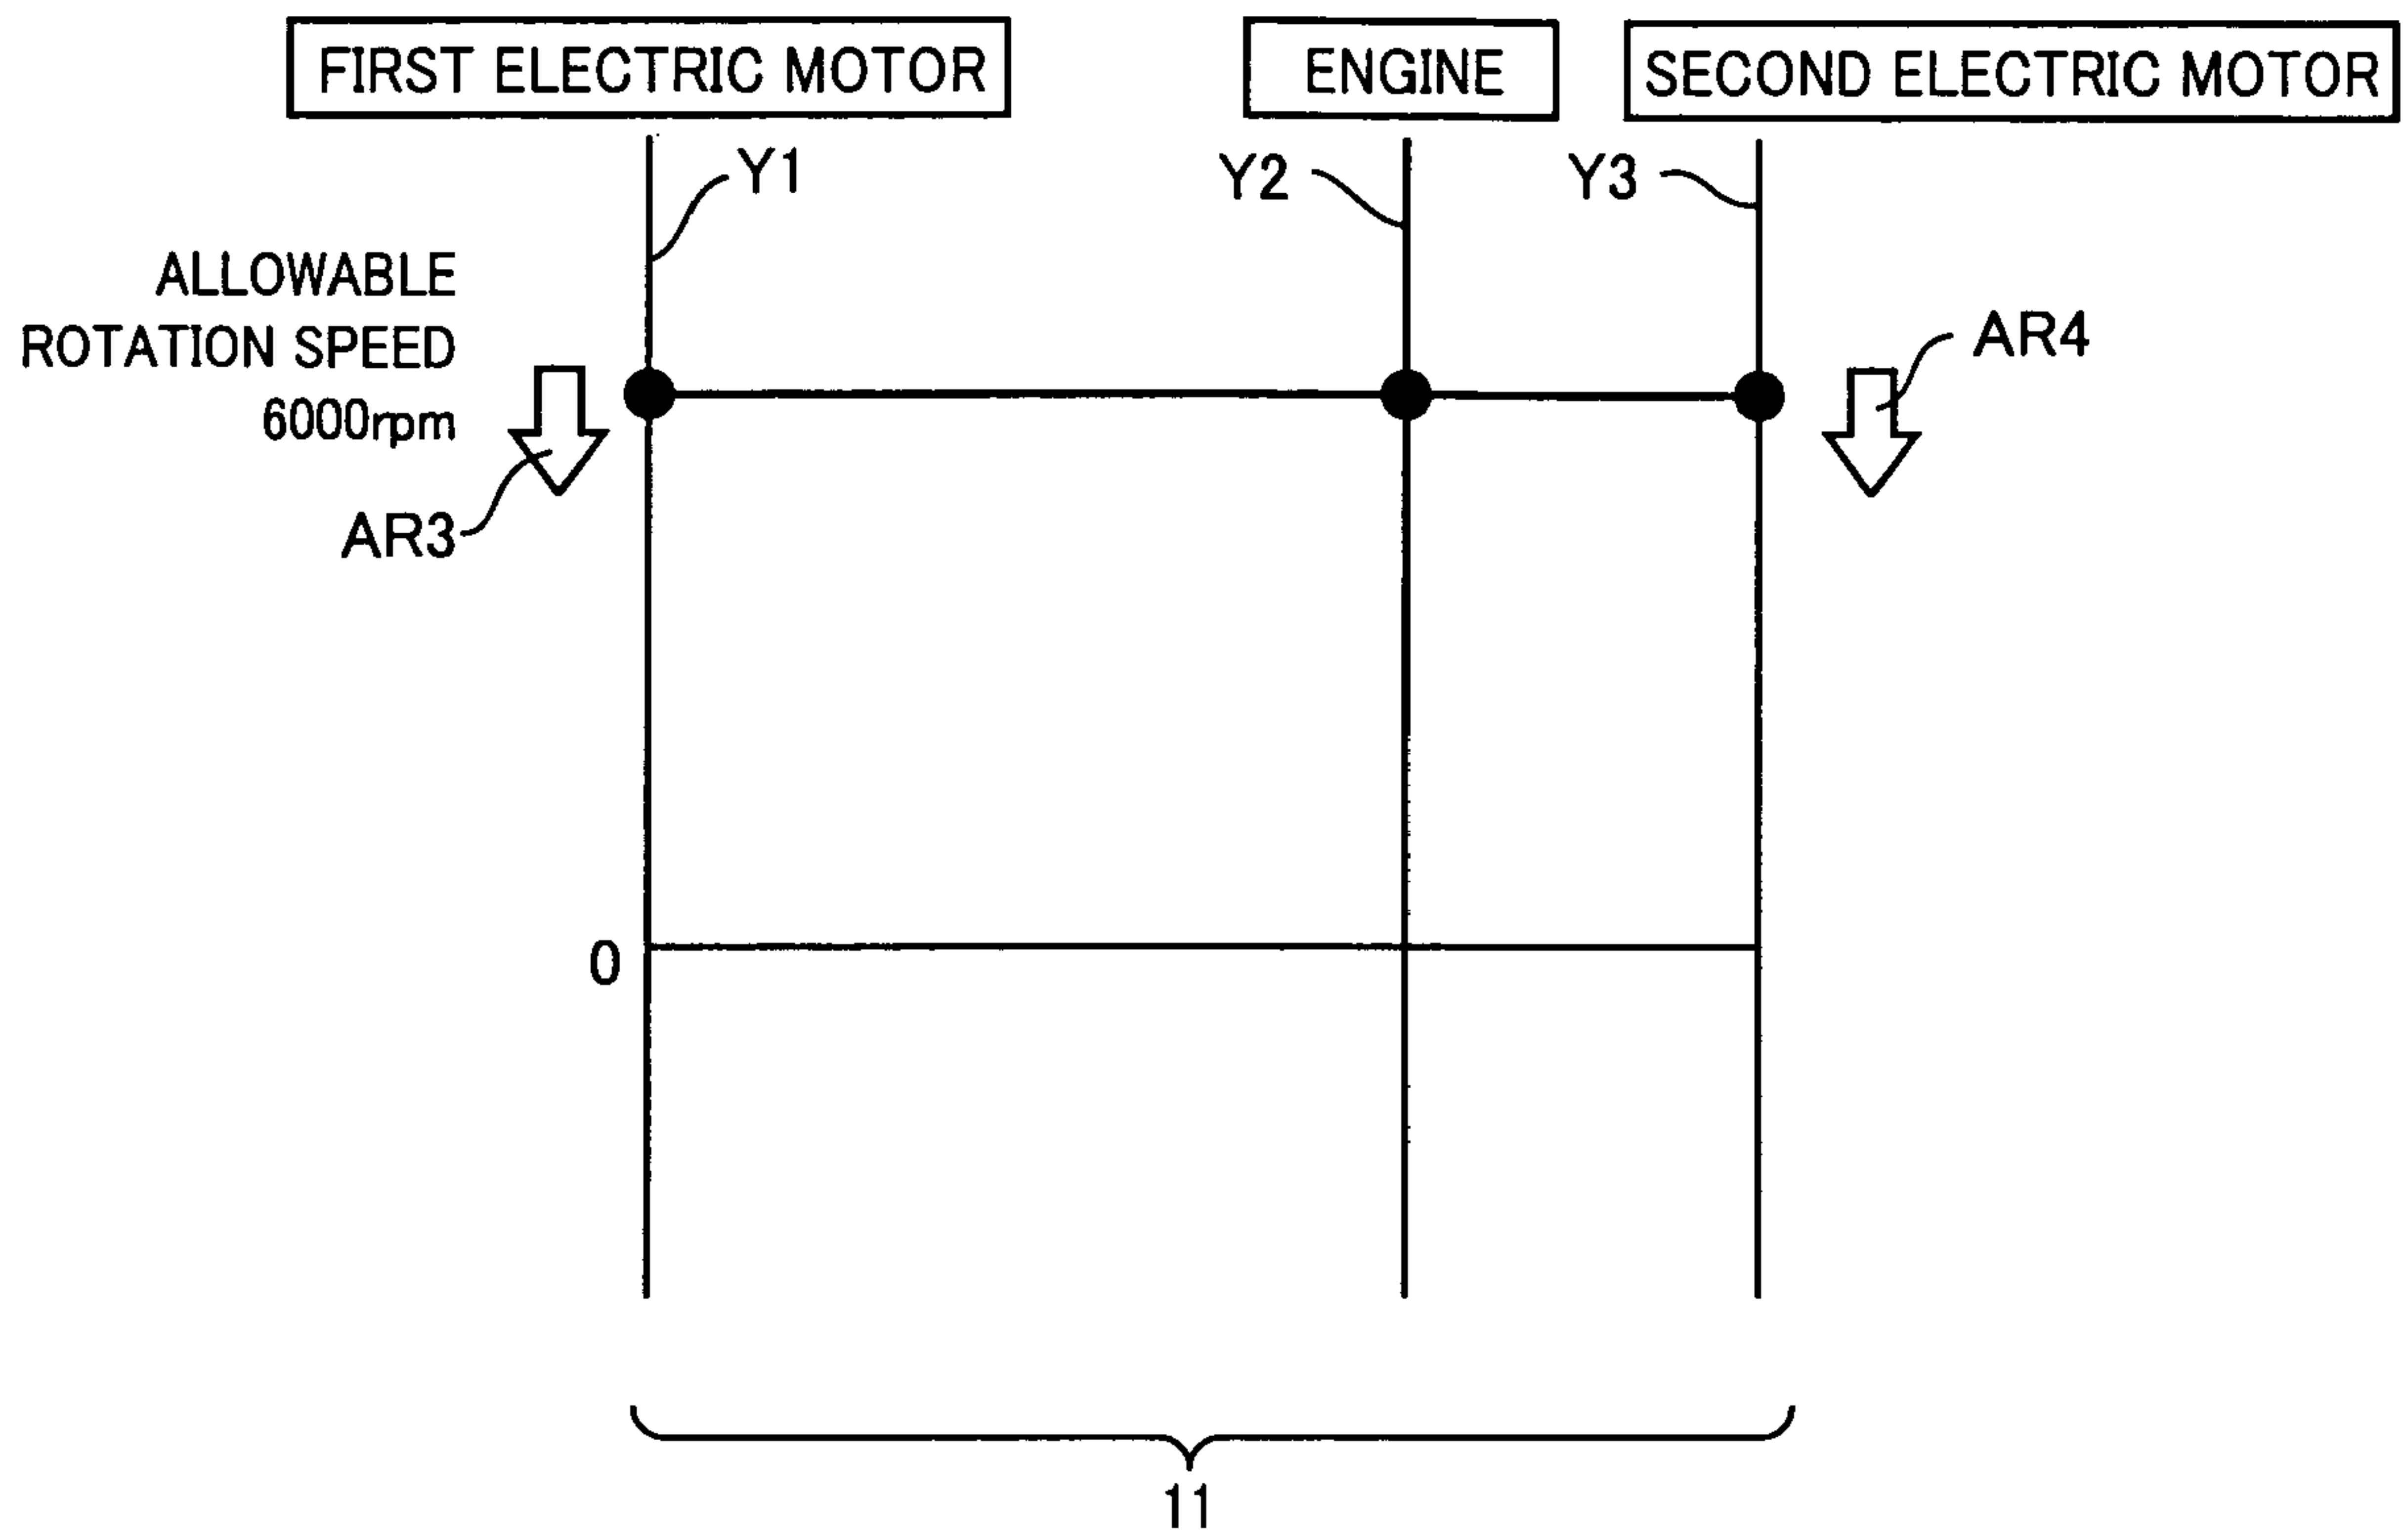 FIRST ELECTRIC MOTOR
ENGINE
SECOND ELECTRIC MOTOR
Y1
Y2
Y3
ALLOWABLE
ROTATION SPEED
6000rpm
AR4
AR3
0
11